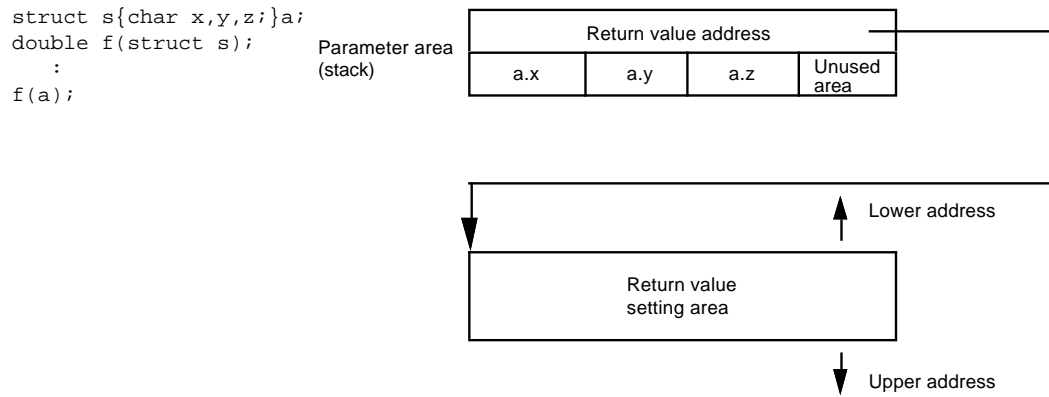 struct s{char x,y,z;}a;
double f(struct s);
:
f(a);
Parameter area
(stack)
Return value address
a.x a.y a.z Unused
area
Lower address
Return value
setting area
Upper address